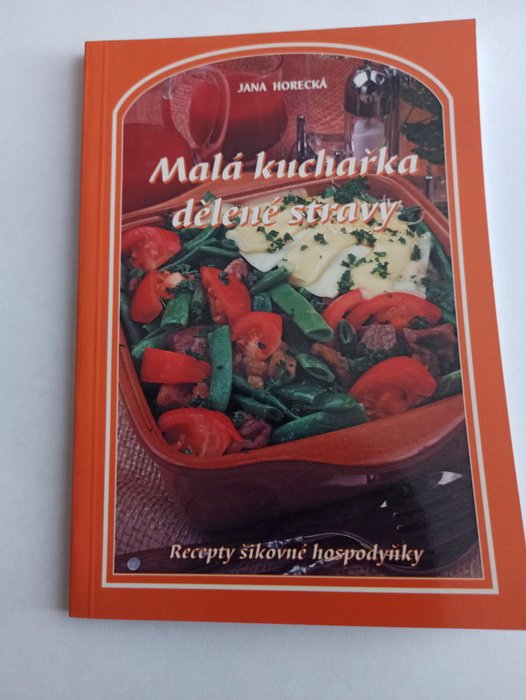 JANA HORECKÁ
Malá kuchařka
dělené stravy
Recepty šikovné hospodyňky